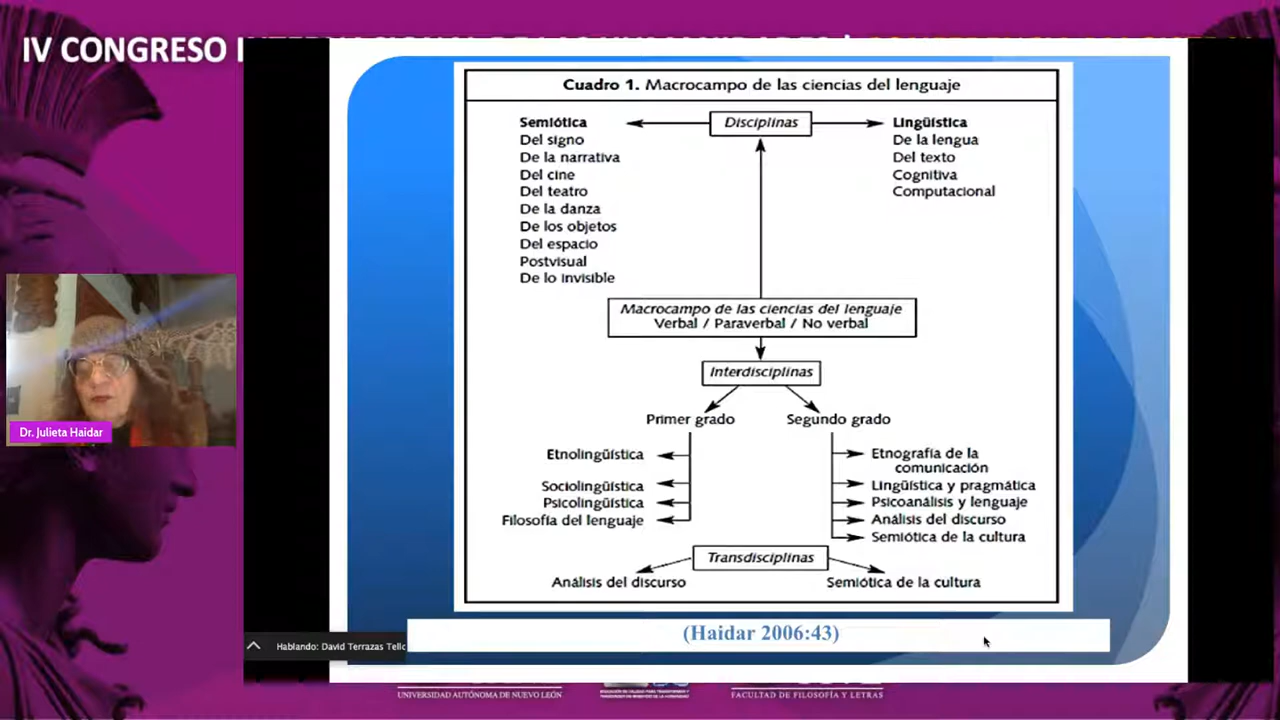 IV CONGRESO
Cuadro 1. Macrocampo de las ciencias del lenguaje
Semiótica
Del signo
De la narrativa
Del cine
Del teatro
De la danza
De los objetos
Del espacio
Postvisual
De lo invisible
Disciplinas
Lingüística
De la lengua
Del texto
Cognitiva
Computacional
Macrocampo de las ciencias del lenguaje
Verbal / Paraverbal / No verbal
Interdisciplinas
Primer grado
Etnolingüística
Sociolingüística
Psicolingüística
Filosofía del lenguaje
Segundo grado
Etnografía de la
comunicación
Lingüística y pragmática
Psicoanálisis y lenguaje
Análisis del discurso
Semiótica de la cultura
Transdisciplinas
Análisis del discurso
Semiótica de la cultura
(Haidar 2006:43)
Dr. Julieta Haidar
Hablando: David Terrazas Tello
UNIVERSIDAD AUTÓNOMA DE NUEVO LEÓN
FACULTAD DE FILOSOFÍA Y LETRAS